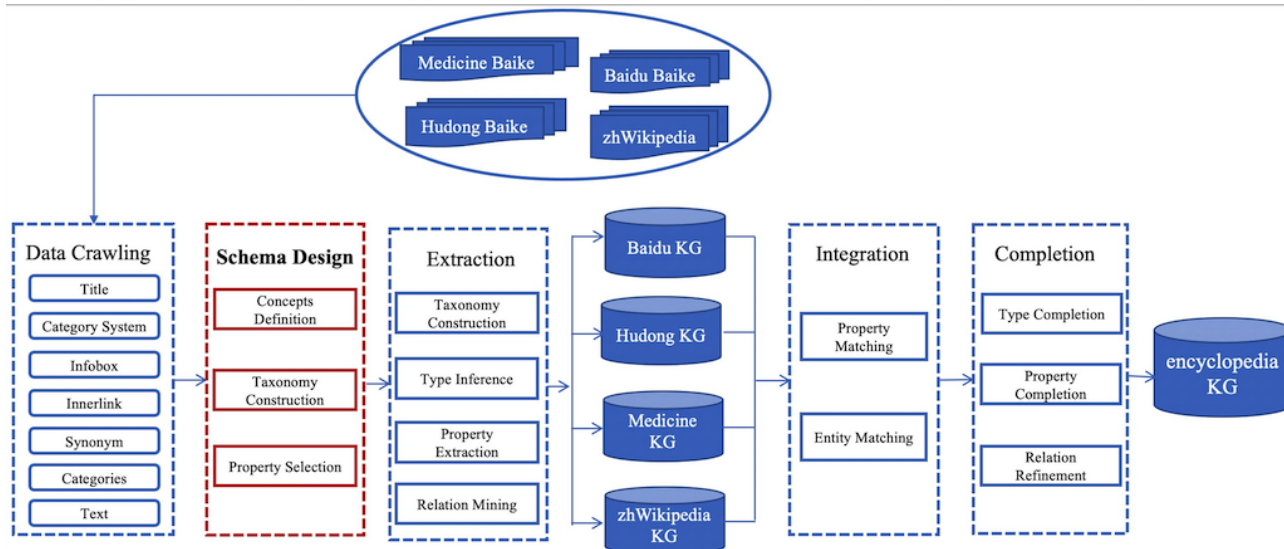 Medicine Baike
Baidu Baike
Hudong Baike
zhWikipedia
Data Crawling
Title
Category System
Infobox
Innerlink
Synonym
Categories
Text
Schema Design
Concepts
Definition
Taxonomy
Construction
Property Selection
Extraction
Taxonomy
Construction
Type Inference
Property
Extraction
Relation Mining
Baidu KG
Hudong KG
Medicine
KG
zhWikipedia
KG
Integration
Property
Matching
Entity Matching
Completion
Type Completion
Property
Completion
Relation
Refinement
encyclopedia
KG